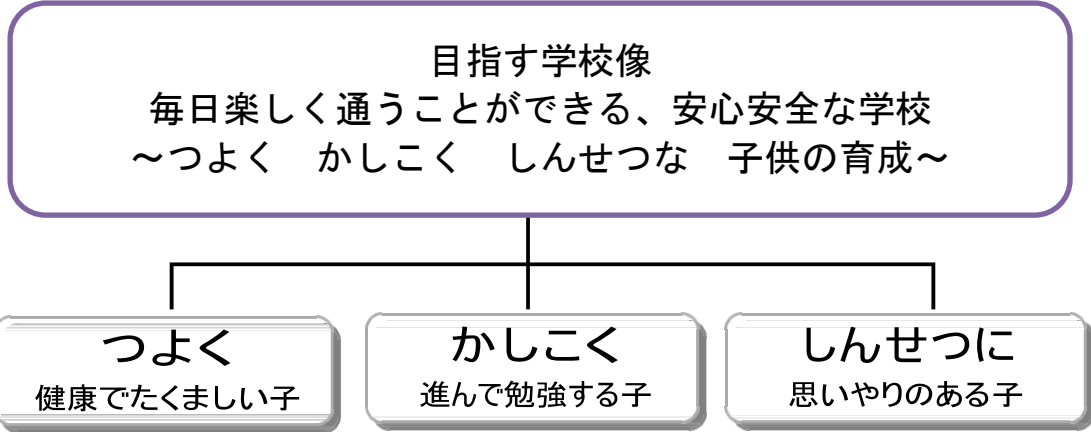 目指す学校像
毎日楽しく通うことができる、安心安全な学校
～つよく　かしこく　しんせつな　子供の育成～
つよく
健康でたくましい子
かしこく
進んで勉強する子
しんせつに
思いやりのある子